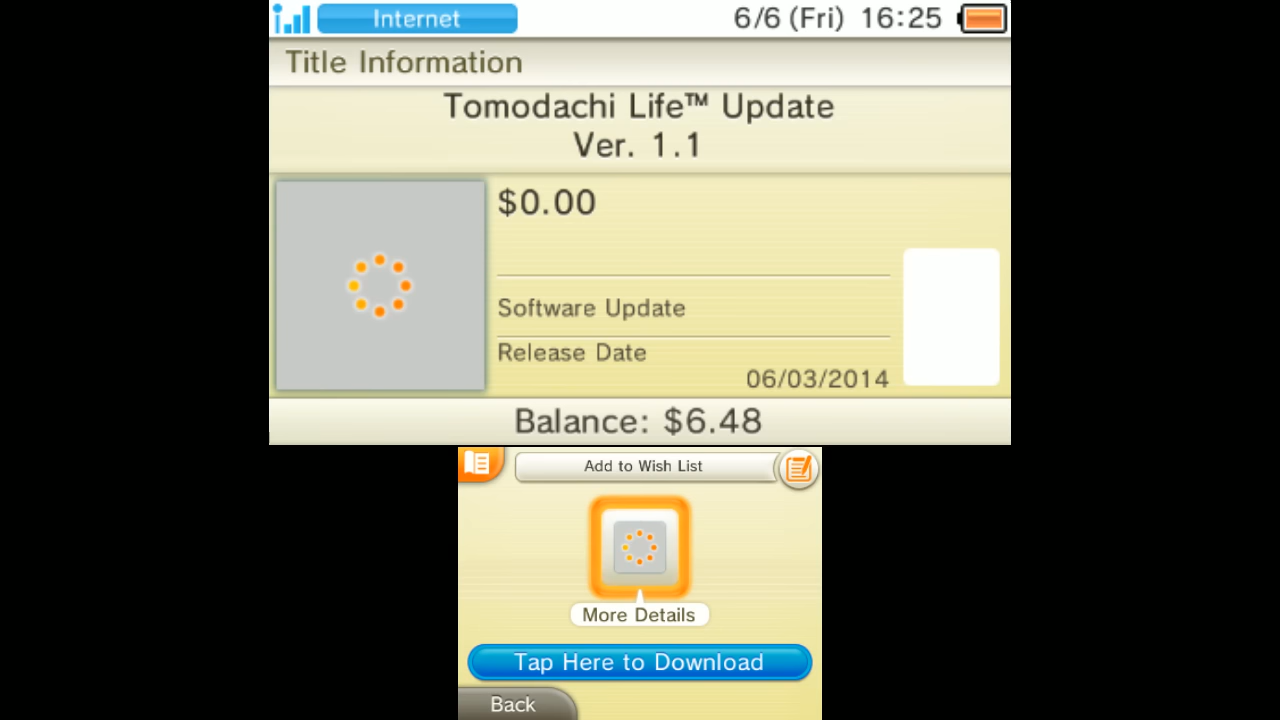 Internet
6/6 (Fri) 16:25
Title Information
Tomodachi Life™ Update
Ver. 1.1
$0.00
Software Update
Release Date
06/03/2014
Balance: $6.48
Add to Wish List
More Details
Tap Here to Download
Back